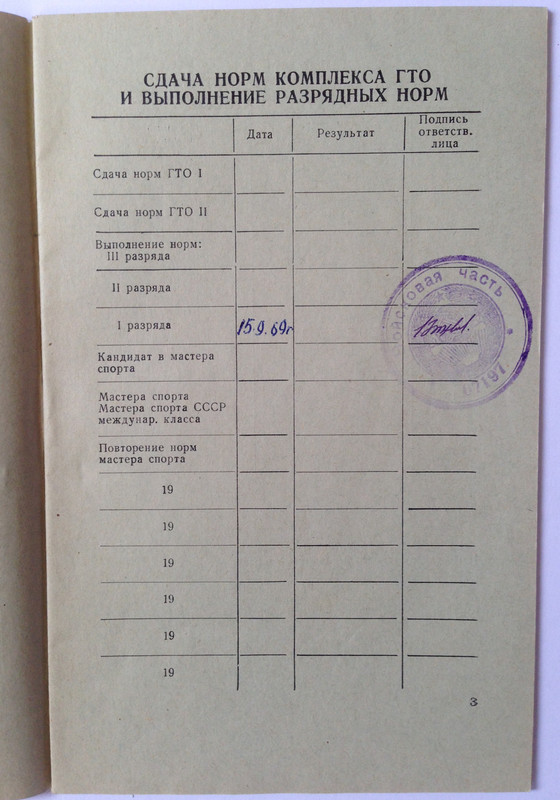 СДАЧА НОРМ КОМПЛЕКСА ГТО
И ВЫПОЛНЕНИЕ РАЗРЯДНЫХ НОРМ
Дата
Результат
Подпись
ответств.
лица
Сдача норм ГТО I
Сдача норм ГТО II
Выполнение норм:
III разряда
II разряда
I разряда
15.9.69г
войсковая часть
Кандидат в мастера
спорта
Мастера спорта
Мастера спорта СССР
междунар. класса
Повторение норм
мастера спорта
19
19
19
19
19
19
3